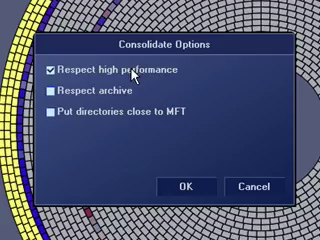 Consolidate Options
Respect high performance
Respect archive
Put directories close to MFT
OK
Cancel